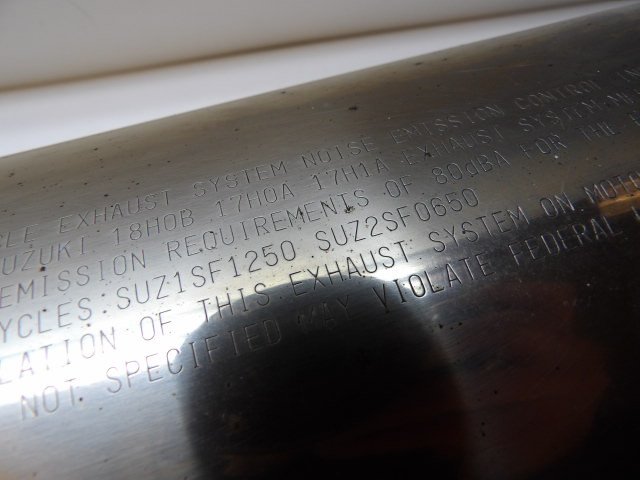 CLE EXHAUST SYSTEM NOISE EMISSION CONTROL
UZUKI 18H0B 17H0A 17H1A EXHAUST SYSTEM
EMISSION REQUIREMENTS OF 80dBA FOR THE
YCLES:SUZ1SF1250 SUZ2SF0650
LATION OF THIS EXHAUST SYSTEM ON MOTO
NOT SPECIFIED MAY VIOLATE FEDERAL